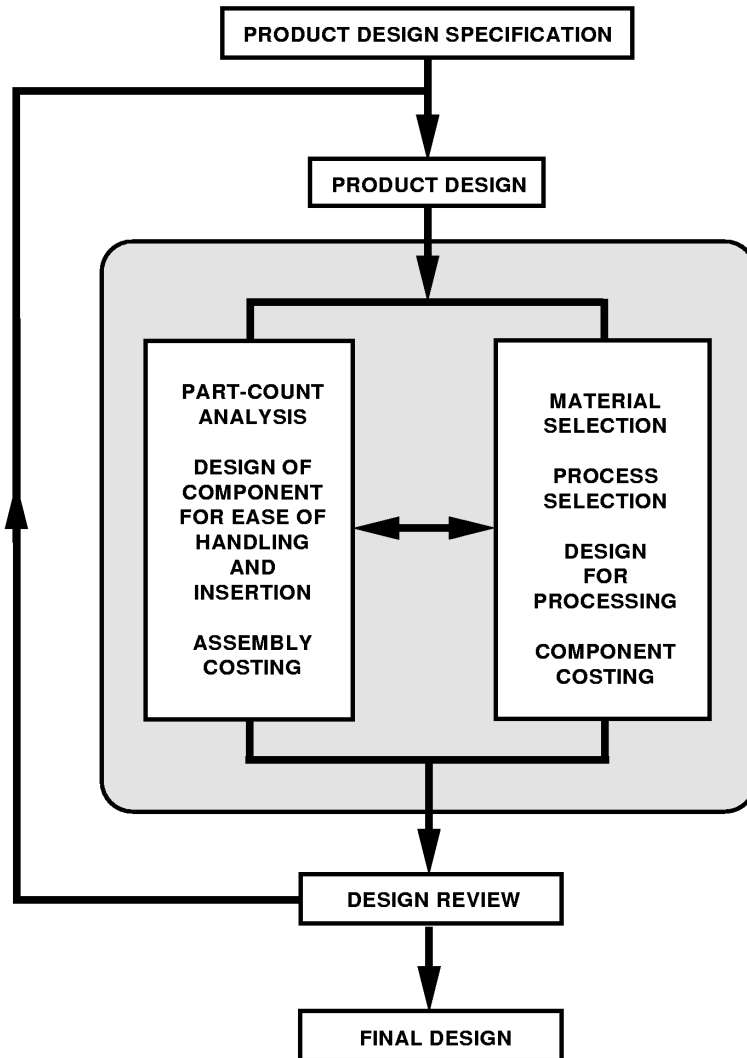 PRODUCT DESIGN SPECIFICATION
PRODUCT DESIGN
PART-COUNT
ANALYSIS
DESIGN OF
COMPONENT
FOR EASE OF
HANDLING
AND
INSERTION
ASSEMBLY
COSTING
MATERIAL
SELECTION
PROCESS
SELECTION
DESIGN
FOR
PROCESSING
COMPONENT
COSTING
DESIGN REVIEW
FINAL DESIGN